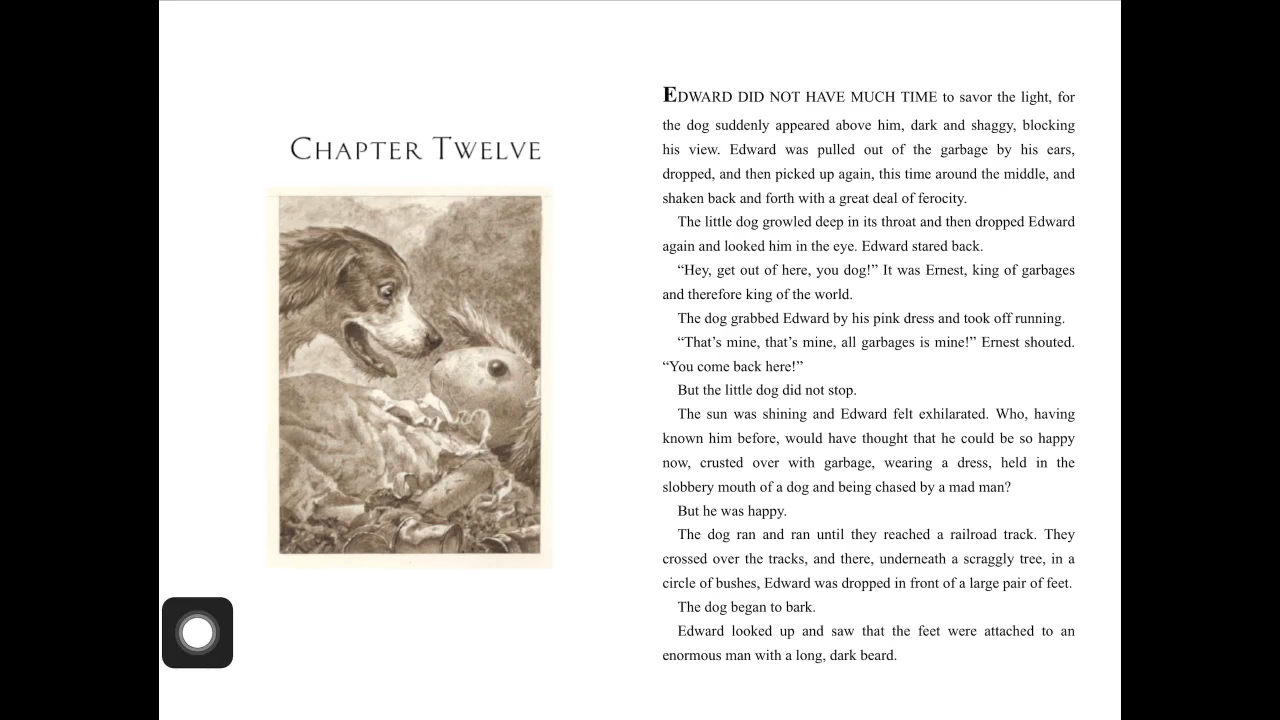 CHAPTER TWELVE
EDWARD DID NOT HAVE MUCH TIME to savor the light, for
the dog suddenly appeared above him, dark and shaggy, blocking
his view. Edward was pulled out of the garbage by his ears,
dropped, and then picked up again, this time around the middle, and
shaken back and forth with a great deal of ferocity.
The little dog growled deep in its throat and then dropped Edward
again and looked him in the eye. Edward stared back.
“Hey, get out of here, you dog!” It was Ernest, king of garbages
and therefore king of the world.
The dog grabbed Edward by his pink dress and took off running.
“That’s mine, that’s mine, all garbages is mine!” Ernest shouted.
“You come back here!”
But the little dog did not stop.
The sun was shining and Edward felt exhilarated. Who, having
known him before, would have thought that he could be so happy
now, crusted over with garbage, wearing a dress, held in the
slobbery mouth of a dog and being chased by a mad man?
But he was happy.
The dog ran and ran until they reached a railroad track. They
crossed over the tracks, and there, underneath a scraggly tree, in a
circle of bushes, Edward was dropped in front of a large pair of feet.
The dog began to bark.
Edward looked up and saw that the feet were attached to an
enormous man with a long, dark beard.